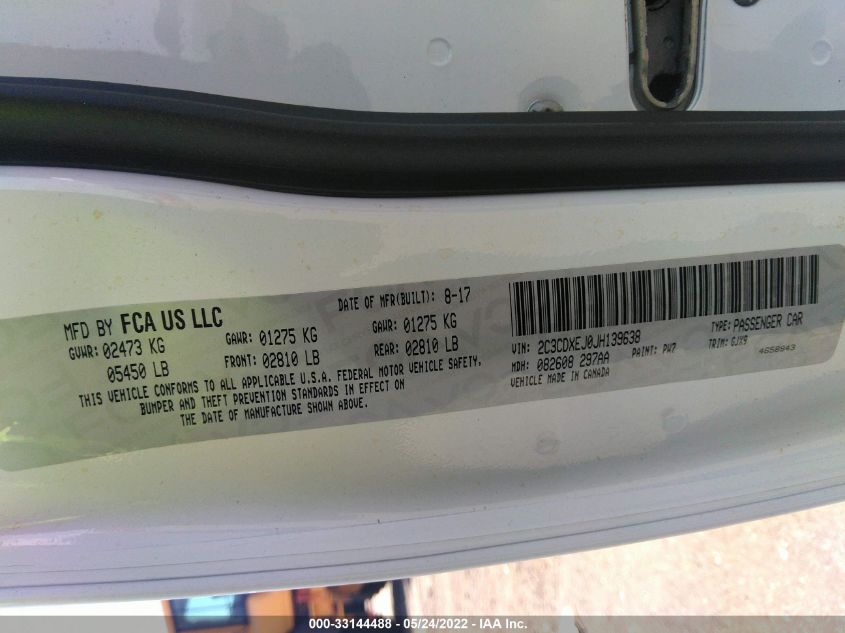 MFD BY FCA US LLC
DATE OF MFR(BUILT): 8-17
GVWR: 02473 KG
05450 LB
GAWR: 01275 KG
FRONT: 02810 LB
GAWR: 01275 KG
REAR: 02810 LB
THIS VEHICLE CONFORMS TO ALL APPLICABLE U.S.A. FEDERAL MOTOR VEHICLE SAFETY,
BUMPER AND THEFT PREVENTION STANDARDS IN EFFECT ON
THE DATE OF MANUFACTURE SHOWN ABOVE.
VIN: 2C3CDXEJ0JH139638
TYPE: PASSENGER CAR
MDH: 082608 297AA
PAINT: PW7
TRIM: GJX9
VEHICLE MADE IN CANADA
4658943
000-33144488 - 05/24/2022 - IAA Inc.